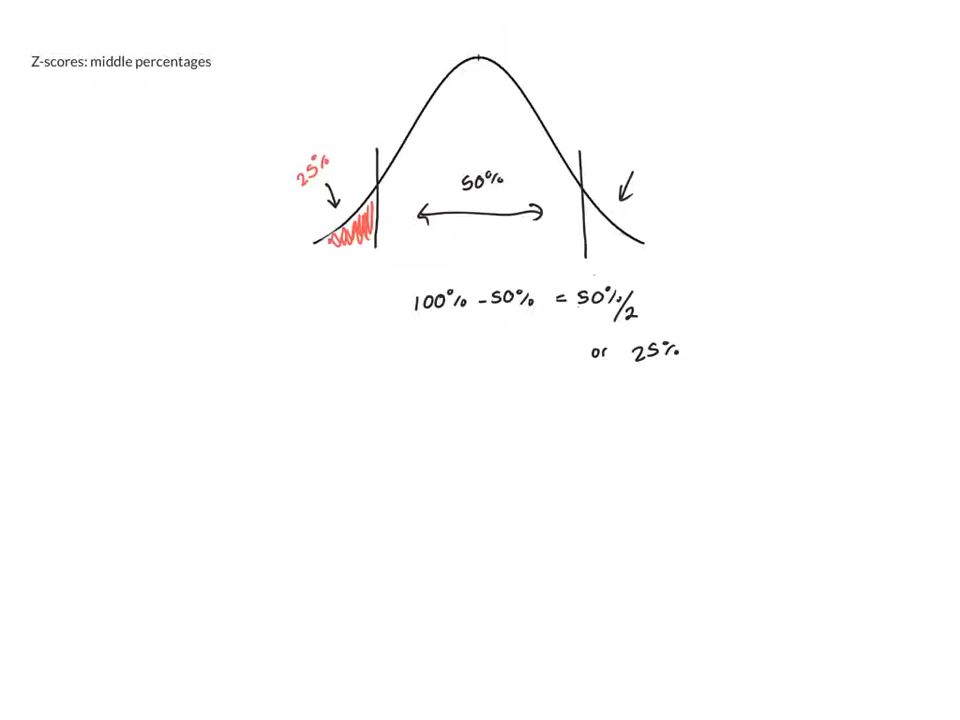 Z-scores: middle percentages
25%
50%
100% - 50% = 50%/2
or 25%